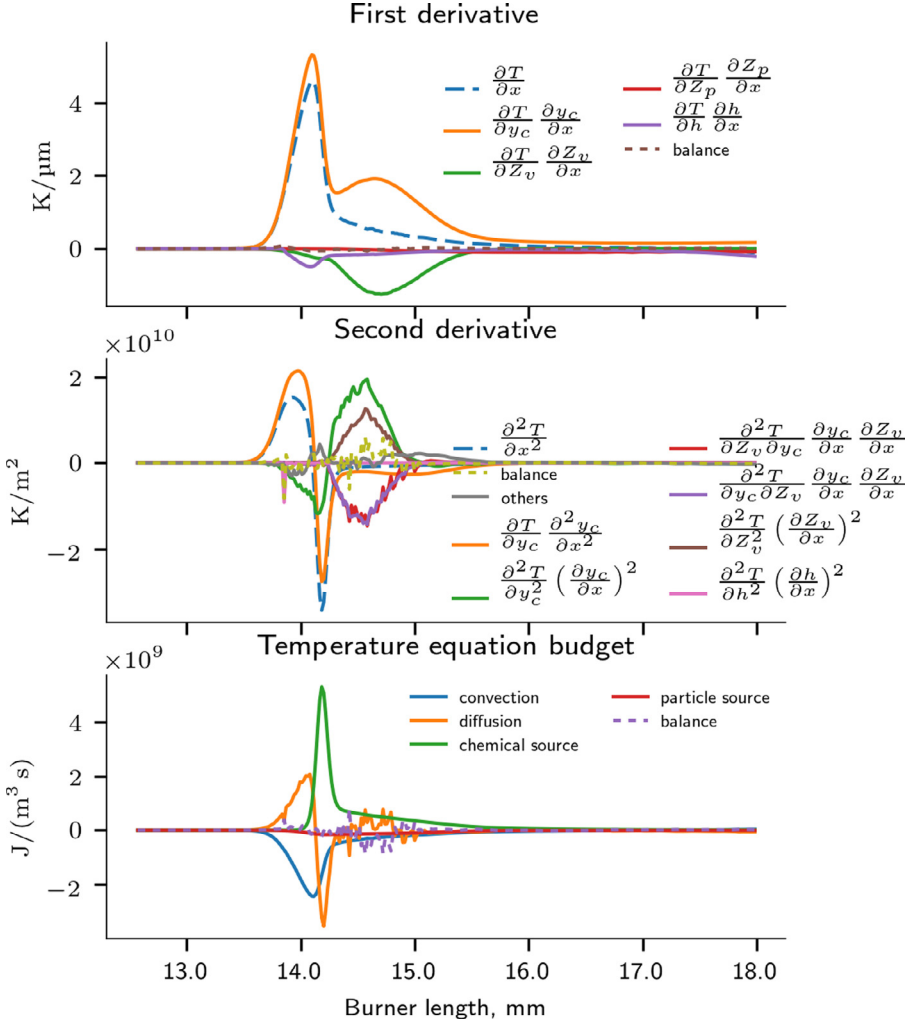 First derivative
K/µm
4
2
0
∂T/∂x
∂T/∂y_c ∂y_c/∂x
∂T/∂Z_v ∂Z_v/∂x
∂T/∂Z_p ∂Z_p/∂x
∂T/∂h ∂h/∂x
balance
Second derivative
×10^10
K/m^2
2
0
−2
∂^2T/∂x^2
balance
others
∂T/∂y_c ∂^2y_c/∂x^2
∂^2T/∂y_c^2 (∂y_c/∂x)^2
∂^2T/∂Z_v∂y_c ∂y_c/∂x ∂Z_v/∂x
∂^2T/∂y_c∂Z_v ∂y_c/∂x ∂Z_v/∂x
∂^2T/∂Z_v^2 (∂Z_v/∂x)^2
∂^2T/∂h^2 (∂h/∂x)^2
Temperature equation budget
×10^9
J/(m^3 s)
4
2
0
−2
convection
diffusion
chemical source
particle source
balance
13.0 14.0 15.0 16.0 17.0 18.0
Burner length, mm